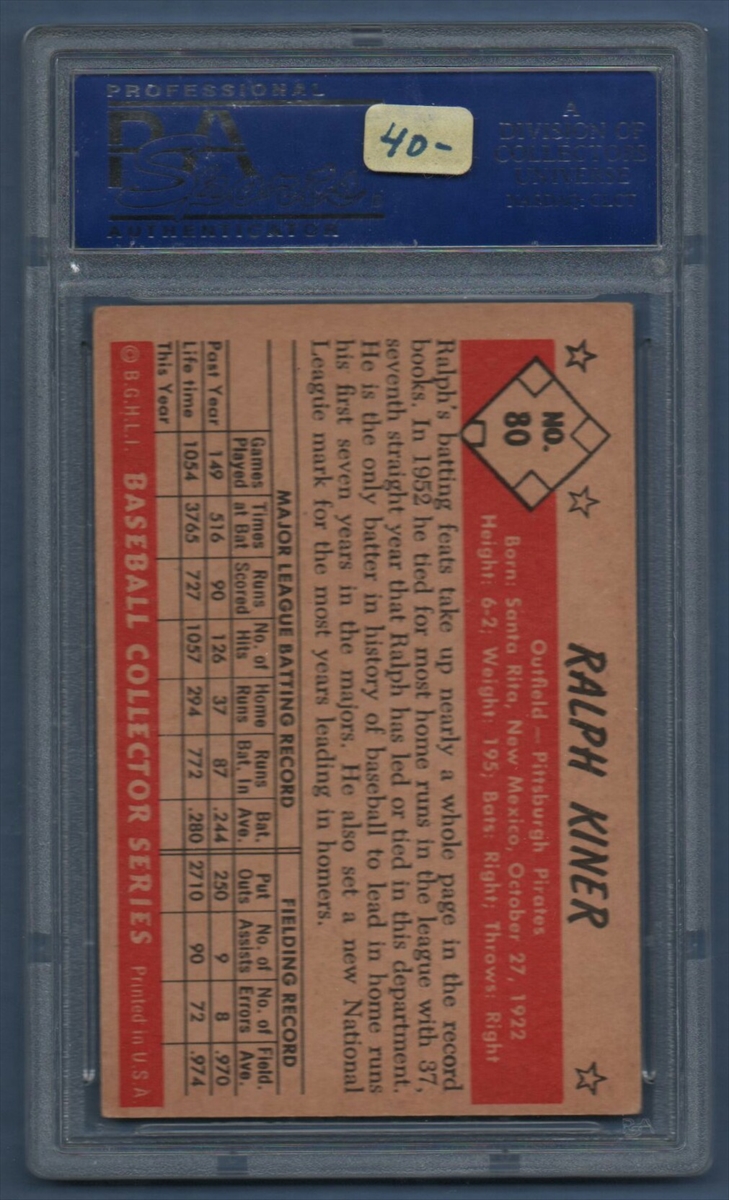 PROFESSIONAL
PSA
AUTHENTICATOR
40-
A
DIVISION OF
COLLECTORS
UNIVERSE
NASDAQ: CLCT
NO.
80
RALPH KINER
Outfield — Pittsburgh Pirates
Born: Santa Rita, New Mexico, October 27, 1922
Height: 6-2; Weight: 195; Bats: Right; Throws: Right
Ralph's batting feats take up nearly a whole page in the record
books. In 1952 he tied for most home runs in the league with 37,
seventh straight year that Ralph has led or tied in this department.
He is the only batter in history of baseball to lead in home runs
his first seven years in the majors. He also set a new National
League mark for the most years leading in homers.
MAJOR LEAGUE BATTING RECORD FIELDING RECORD
Games Times Runs No. of Home Runs Bat. Put No. of No. of Field.
Played at Bat Scored Hits Runs Bat. In Ave. Outs Assists Errors Ave.
Past Year 149 516 90 126 37 87 .244 250 9 8 .970
Life time 1054 3765 727 1057 294 772 .280 2710 90 72 .974
This Year
© B.G.H.L.I. BASEBALL COLLECTOR SERIES Printed in U.S.A